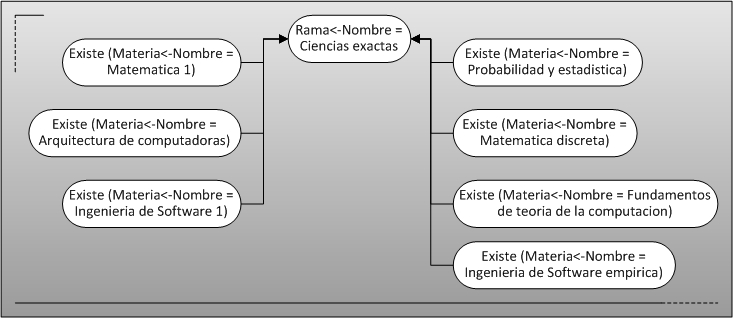 Rama<-Nombre =
Ciencias exactas
Existe (Materia<-Nombre =
Matematica 1)
Existe (Materia<-Nombre =
Arquitectura de computadoras)
Existe (Materia<-Nombre =
Ingenieria de Software 1)
Existe (Materia<-Nombre =
Probabilidad y estadistica)
Existe (Materia<-Nombre =
Matematica discreta)
Existe (Materia<-Nombre = Fundamentos
de teoria de la computacion)
Existe (Materia<-Nombre =
Ingenieria de Software empirica)